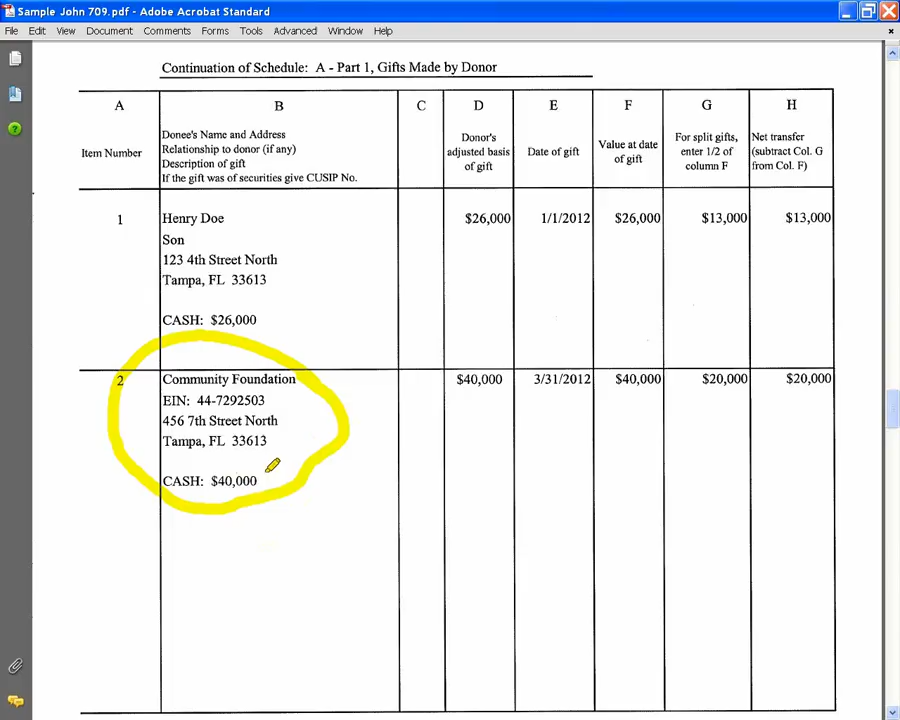 Sample John 709.pdf - Adobe Acrobat Standard
File Edit View Document Comments Forms Tools Advanced Window Help
Continuation of Schedule: A - Part 1, Gifts Made by Donor
A B C D E F G H
Item Number
Donee's Name and Address
Relationship to donor (if any)
Description of gift
If the gift was of securities give CUSIP No.
Donor's
adjusted basis
of gift
Date of gift
Value at date
of gift
For split gifts,
enter 1/2 of
column F
Net transfer
(subtract Col. G
from Col. F)
1 Henry Doe $26,000 1/1/2012 $26,000 $13,000 $13,000
Son
123 4th Street North
Tampa, FL 33613
CASH: $26,000
2 Community Foundation $40,000 3/31/2012 $40,000 $20,000 $20,000
EIN: 44-7292503
456 7th Street North
Tampa, FL 33613
CASH: $40,000